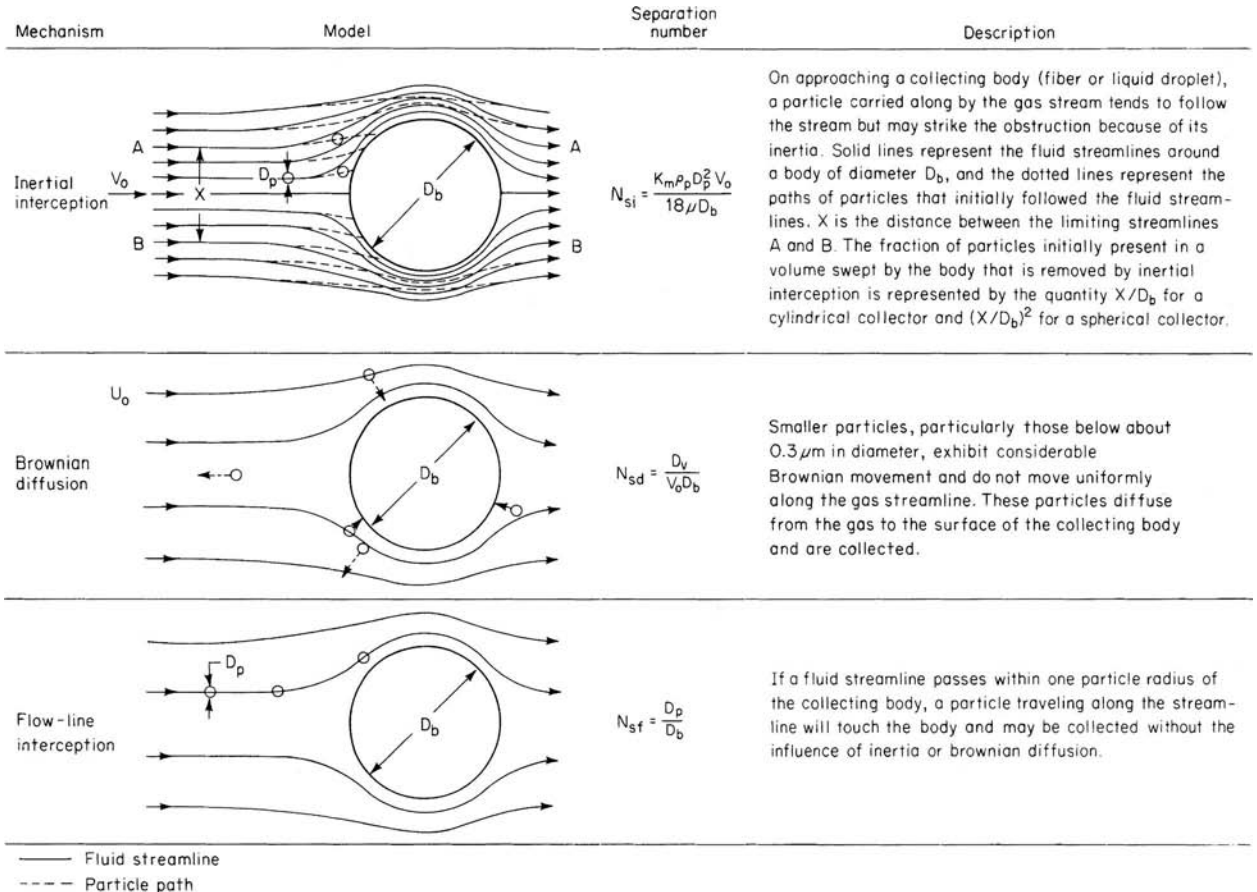 Mechanism
Model
Separation
number
Description
Inertial
interception
V₀
A
B
X
Dₚ
D_b
A
B
N_si = K_m ρ_p D_p² V_o / 18 μ D_b
On approaching a collecting body (fiber or liquid droplet),
a particle carried along by the gas stream tends to follow
the stream but may strike the obstruction because of its
inertia. Solid lines represent the fluid streamlines around
a body of diameter D_b, and the dotted lines represent the
paths of particles that initially followed the fluid stream-
lines. X is the distance between the limiting streamlines
A and B. The fraction of particles initially present in a
volume swept by the body that is removed by inertial
interception is represented by the quantity X/D_b for a
cylindrical collector and (X/D_b)² for a spherical collector.
Brownian
diffusion
U_o
D_b
N_sd = D_v / V_o D_b
Smaller particles, particularly those below about
0.3 μm in diameter, exhibit considerable
Brownian movement and do not move uniformly
along the gas streamline. These particles diffuse
from the gas to the surface of the collecting body
and are collected.
Flow-line
interception
D_p
D_b
N_sf = D_p / D_b
If a fluid streamline passes within one particle radius of
the collecting body, a particle traveling along the stream-
line will touch the body and may be collected without the
influence of inertia or brownian diffusion.
Fluid streamline
Particle path